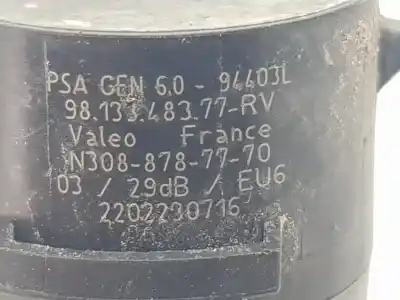 PSA GEN 6.0 - 94403L
98.133.483.77-RV
Valeo France
N308-878-77-70
03 / 29dB / EU6
2202230716